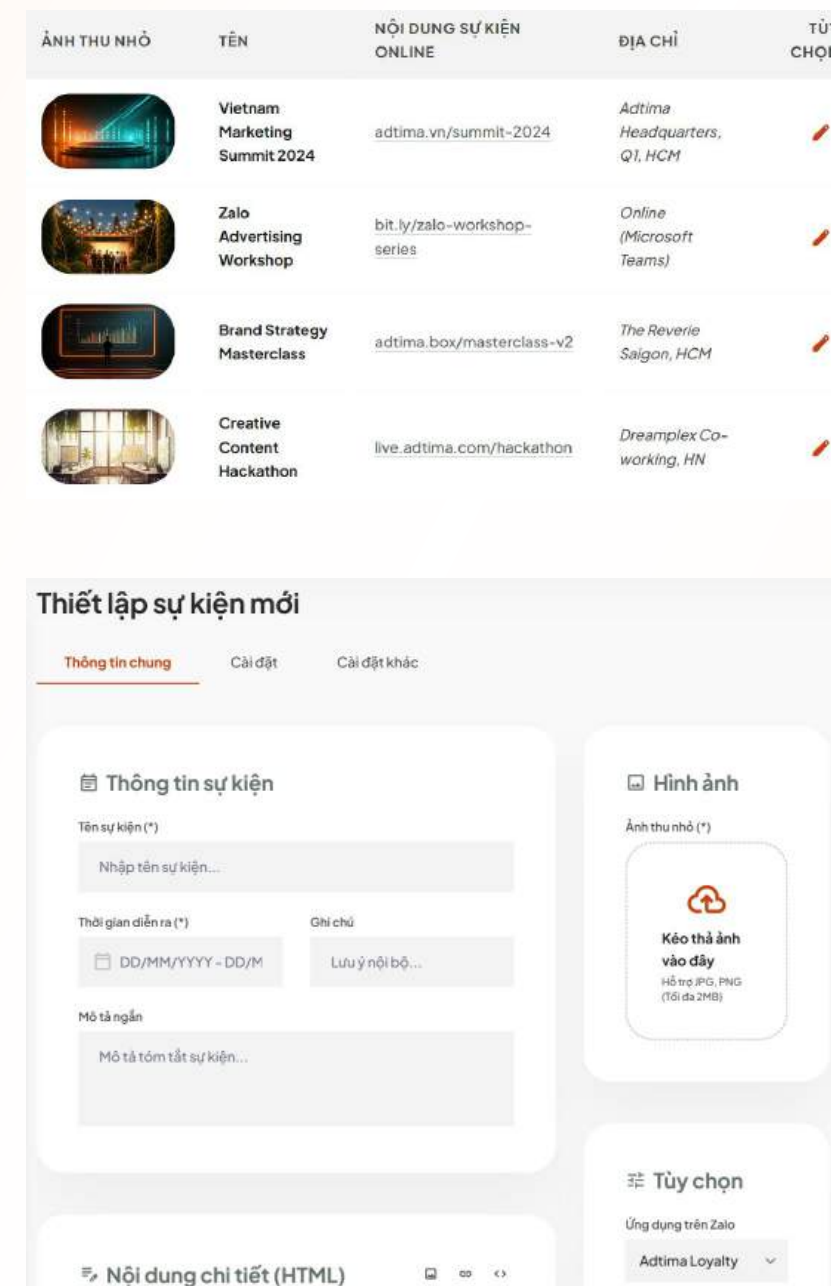 ẢNH THU NHỎ
TÊN
NỘI DUNG SỰ KIỆN
ONLINE
ĐỊA CHỈ
Vietnam
Marketing
Summit 2024
adtima.vn/summit-2024
Adtima
Headquarters,
Q1, HCM
Zalo
Advertising
Workshop
bit.ly/zalo-workshop-
series
Online
(Microsoft
Teams)
Brand Strategy
Masterclass
adtima.box/masterclass-v2
The Reverie
Saigon, HCM
Creative
Content
Hackathon
live.adtima.com/hackathon
Dreamplex Co-
working, HN
Thiết lập sự kiện mới
Thông tin chung
Cài đặt
Cài đặt khác
Thông tin sự kiện
Tên sự kiện (*)
Nhập tên sự kiện...
Thời gian diễn ra (*)
Ghi chú
DD/MM/YYYY - DD/M
Lưu ý nội bộ...
Mô tả ngắn
Mô tả tóm tắt sự kiện...
Hình ảnh
Ảnh thu nhỏ (*)
Kéo thả ảnh
vào đây
Hỗ trợ JPG, PNG
(Tối đa 2MB)
Tùy chọn
Ứng dụng trên Zalo
Adtima Loyalty
Nội dung chi tiết (HTML)